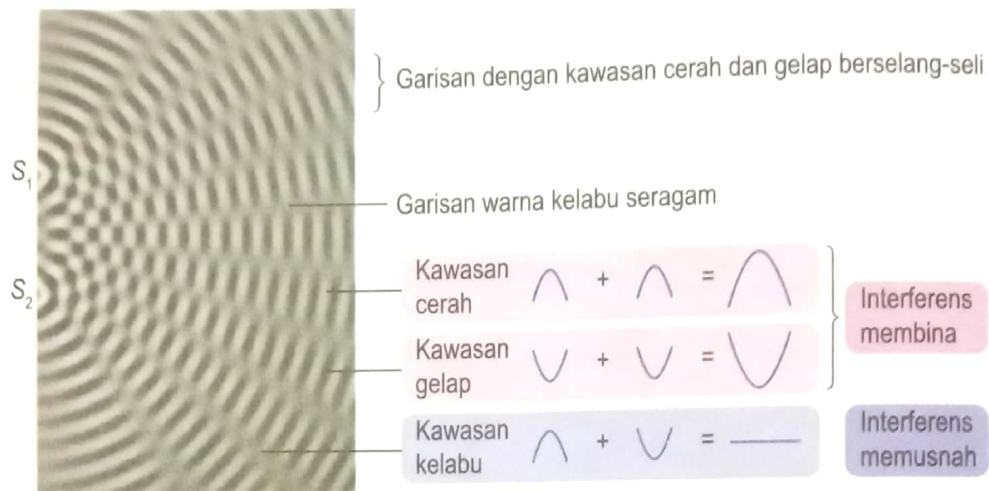 Garisan dengan kawasan cerah dan gelap berselang-seli
S₁
Garisan warna kelabu seragam
S₂
Kawasan
cerah
+
=
Kawasan
gelap
+
=
Interferens
membina
Kawasan
kelabu
+
=
Interferens
memusnah